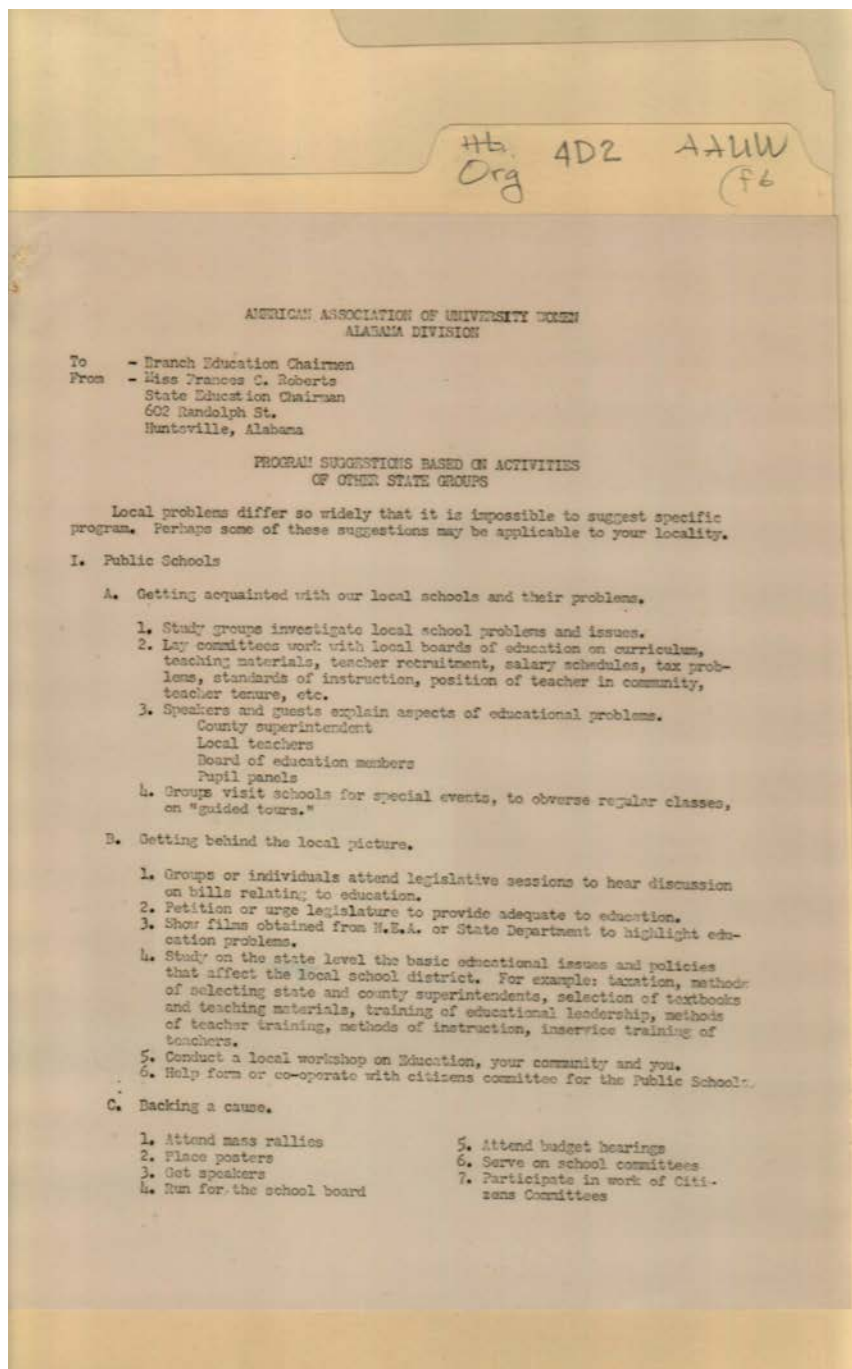 Hb. 4D2 AAUW
Org (f6
AMERICAN ASSOCIATION OF UNIVERSITY WOMEN
ALABAMA DIVISION
To - Branch Education Chairmen
From - Miss Frances C. Roberts
State Education Chairman
602 Randolph St.
Huntsville, Alabama
PROGRAM SUGGESTIONS BASED ON ACTIVITIES
OF OTHER STATE GROUPS
Local problems differ so widely that it is impossible to suggest specific
program. Perhaps some of these suggestions may be applicable to your locality.
I. Public Schools
A. Getting acquainted with our local schools and their problems.
1. Study groups investigate local school problems and issues.
2. Lay committees work with local boards of education on curriculum,
teaching materials, teacher recruitment, salary schedules, tax prob-
lems, standards of instruction, position of teacher in community,
teacher tenure, etc.
3. Speakers and guests explain aspects of educational problems.
County superintendent
Local teachers
Board of education members
Pupil panels
4. Groups visit schools for special events, to obverse regular classes,
on "guided tours."
B. Getting behind the local picture.
1. Groups or individuals attend legislative sessions to hear discussion
on bills relating to education.
2. Petition or urge legislature to provide adequate to education.
3. Show films obtained from N.E.A. or State Department to highlight edu-
cation problems.
4. Study on the state level the basic educational issues and policies
that affect the local school district. For example: taxation, methods
of selecting state and county superintendents, selection of textbooks
and teaching materials, training of educational leadership, methods
of teacher training, methods of instruction, inservice training of
teachers.
5. Conduct a local workshop on Education, your community and you.
6. Help form or co-operate with citizens committee for the Public Schools.
C. Backing a cause.
1. Attend mass rallies
2. Place posters
3. Get speakers
4. Run for the school board
5. Attend budget hearings
6. Serve on school committees
7. Participate in work of Citi-
zens Committees